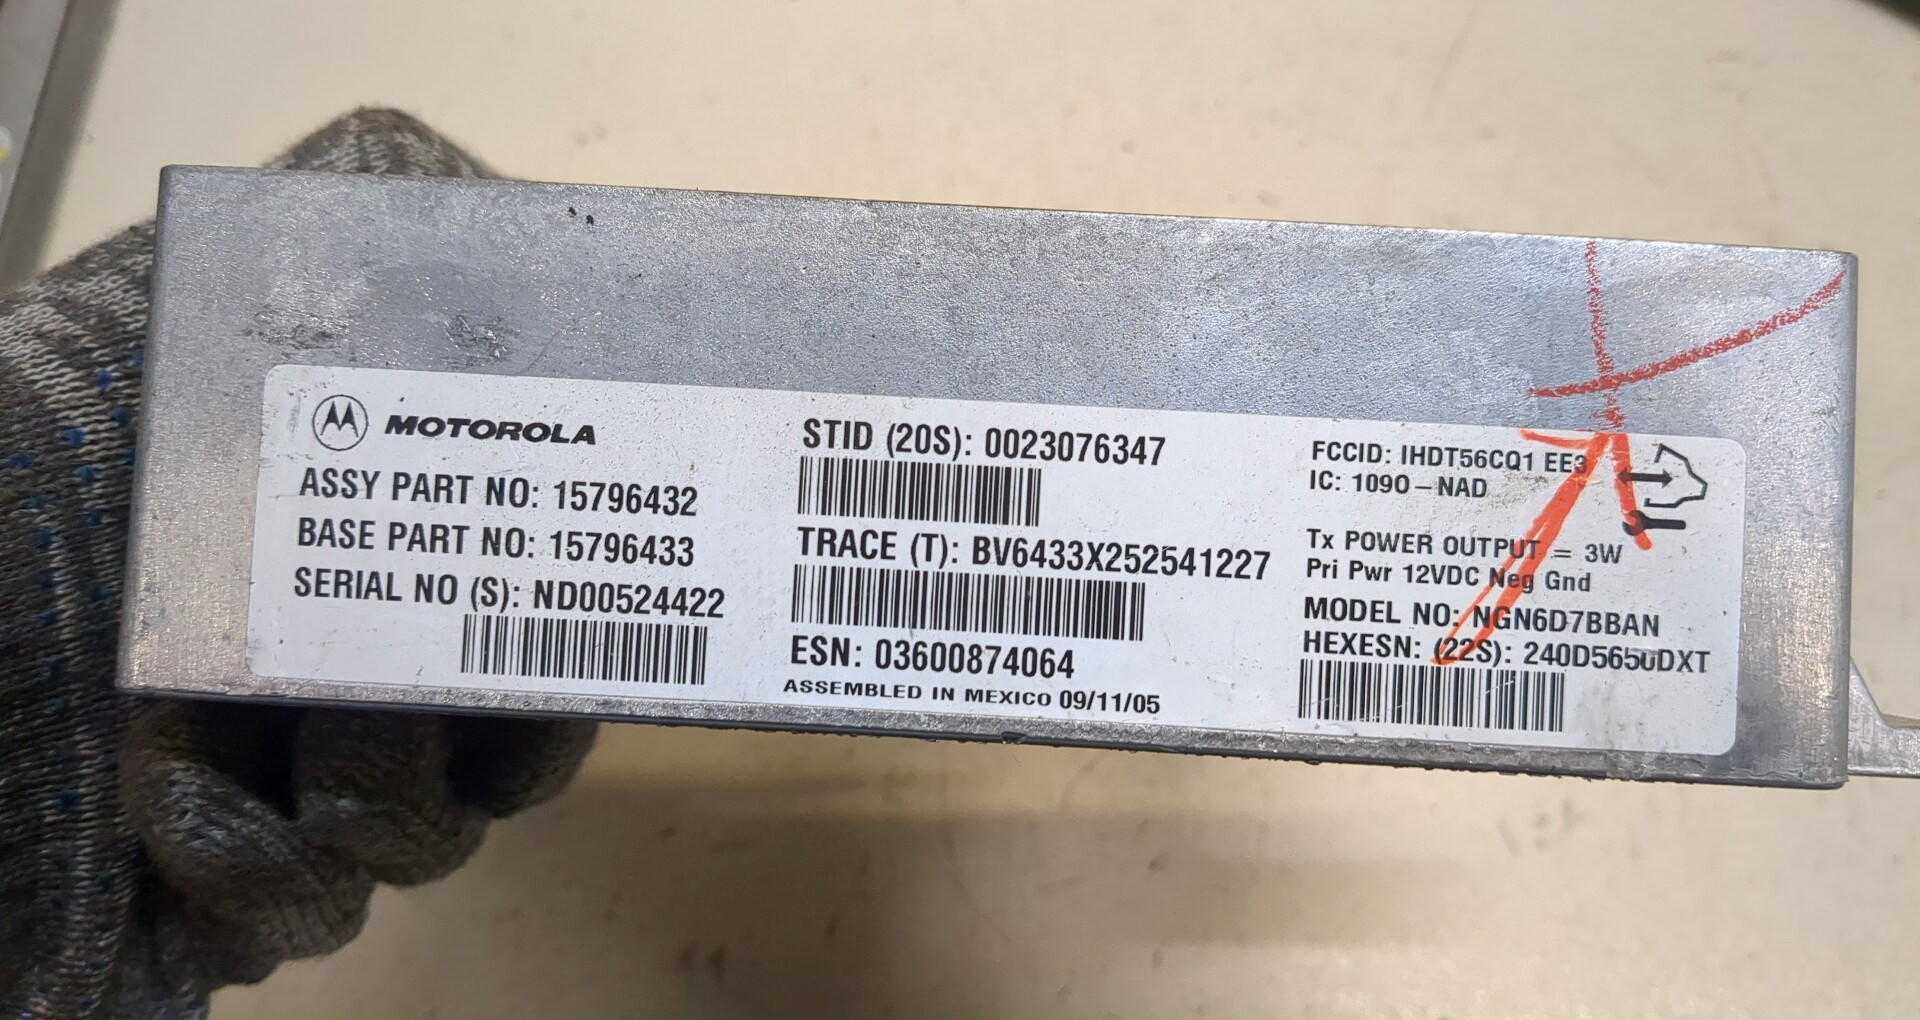 MOTOROLA
ASSY PART NO: 15796432
BASE PART NO: 15796433
SERIAL NO (S): ND00524422
STID (20S): 0023076347
TRACE (T): BV6433X252541227
ESN: 03600874064
ASSEMBLED IN MEXICO 09/11/05
FCCID: IHDT56CQ1 EE3
IC: 109O-NAD
Tx POWER OUTPUT = 3W
Pri Pwr 12VDC Neg Gnd
MODEL NO: NGN6D7BBAN
HEXESN: (22S):